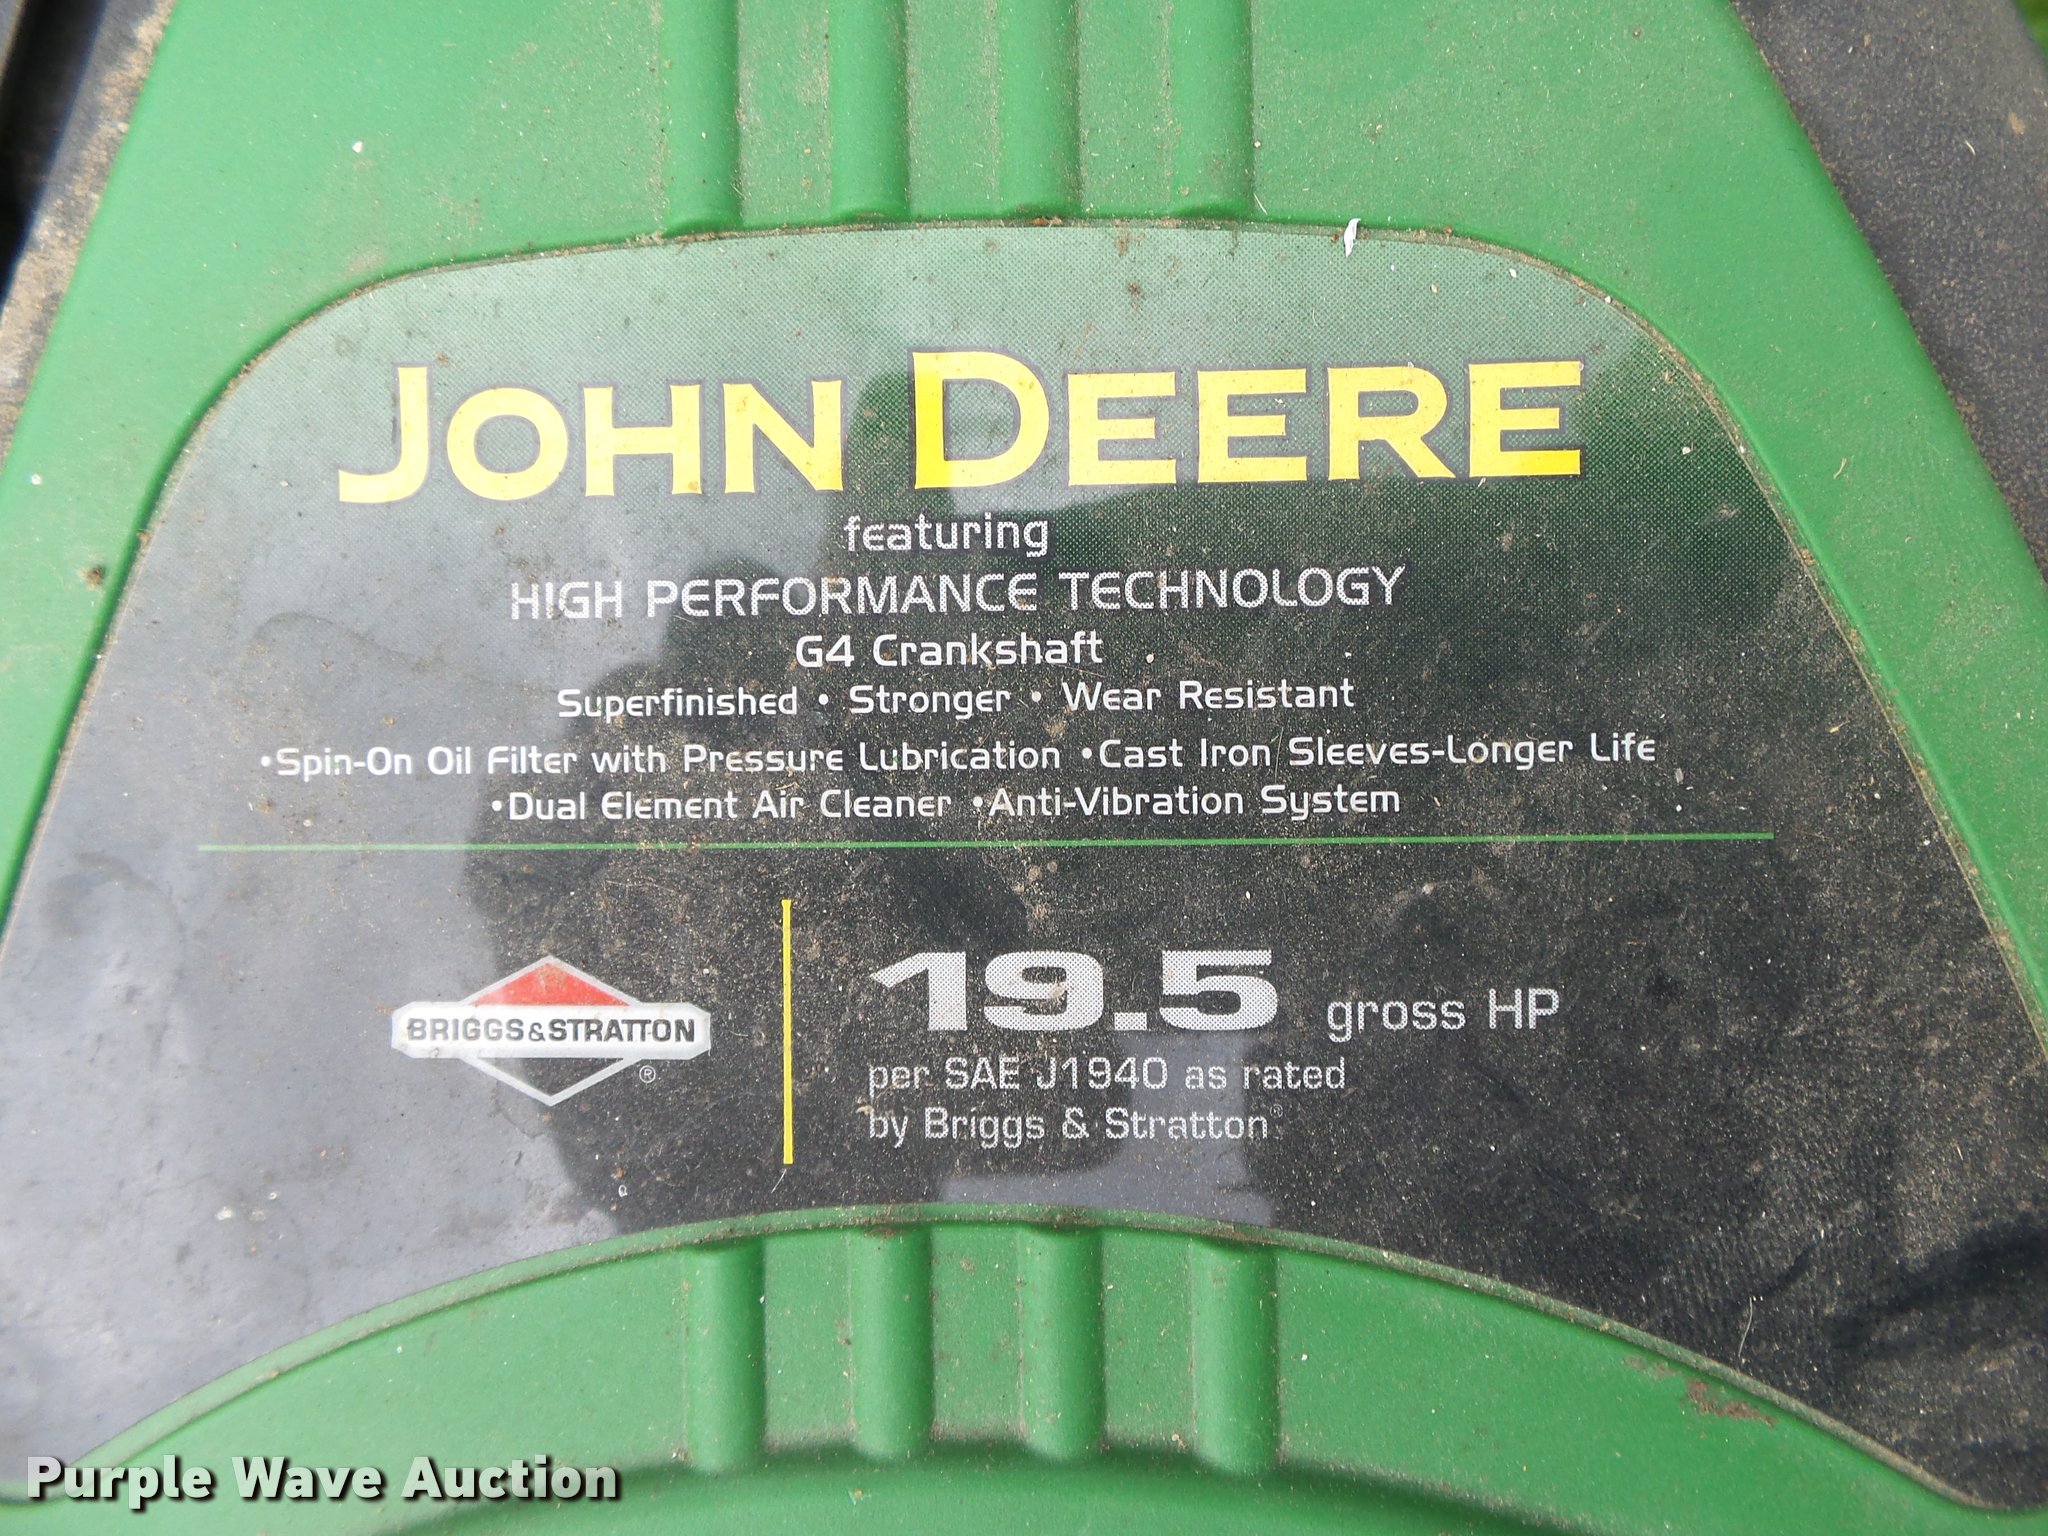 JOHN DEERE
featuring
HIGH PERFORMANCE TECHNOLOGY
G4 Crankshaft
Superfinished • Stronger • Wear Resistant
•Spin-On Oil Filter with Pressure Lubrication •Cast Iron Sleeves-Longer Life
•Dual Element Air Cleaner •Anti-Vibration System
BRIGGS&STRATTON
®
19.5 gross HP
per SAE J1940 as rated
by Briggs & Stratton®
Purple Wave Auction